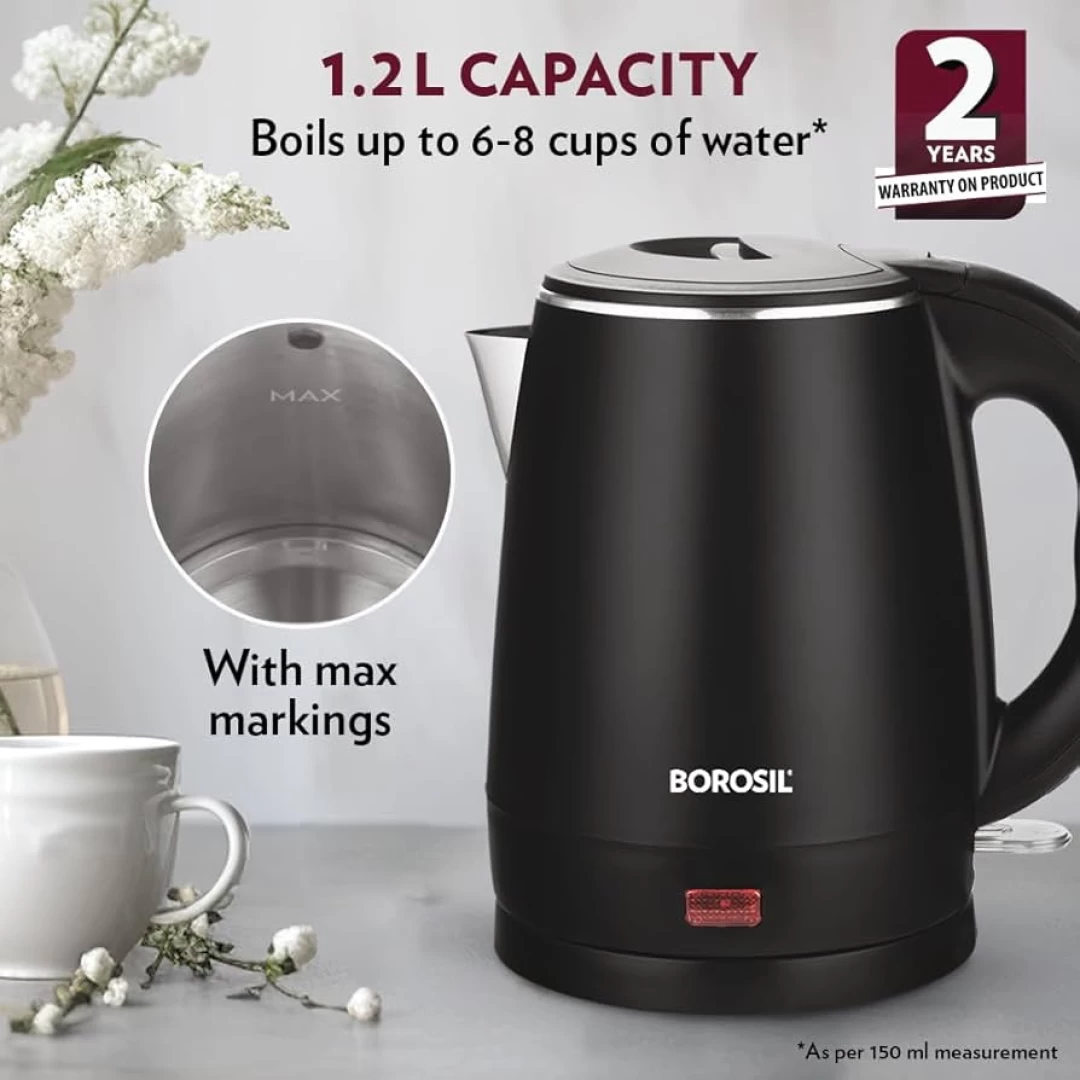 1.2 L CAPACITY
Boils up to 6-8 cups of water*
2
YEARS
WARRANTY ON PRODUCT
MAX
With max
markings
BOROSIL®
*As per 150 ml measurement